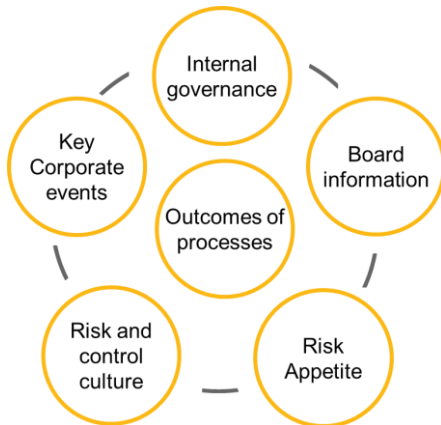 Internal
governance
Key
Corporate
events
Board
information
Outcomes of
processes
Risk and
control
culture
Risk
Appetite